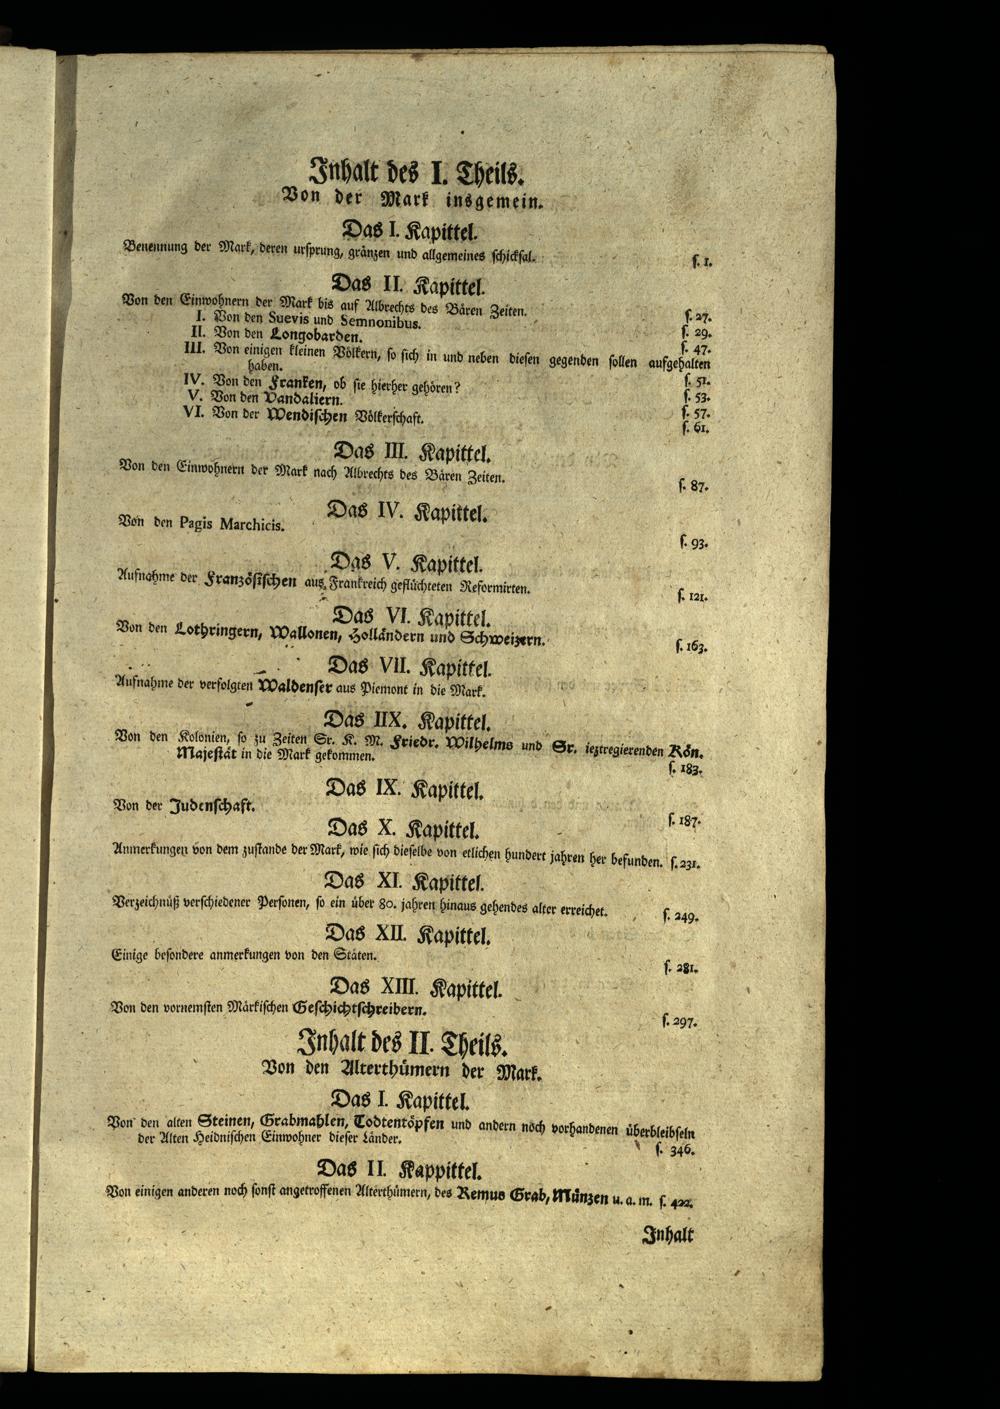 Inhalt des I. Theils.
Von der Mark insgemein.
Das I. Kapittel.
Benennung der Mark, deren ursprung, gränzen und allgemeines schicksal. s. 1.
Das II. Kapittel.
Von den Einwohnern der Mark bis auf Albrechts des Bären Zeiten. s. 27.
I. Von den Suevis und Semnonibus. s. 29.
II. Von den Longobarden. s. 47.
III. Von einigen kleinen Völkern, so sich in und neben diesen gegenden sollen aufgehalten
haben. s. 51.
IV. Von den Franken, ob sie hierher gehören? s. 53.
V. Von den Vandaliern. s. 57.
VI. Von der Wendischen Völkerschaft. s. 61.
Das III. Kapittel.
Von den Einwohnern der Mark nach Albrechts des Bären Zeiten. s. 87.
Das IV. Kapittel.
Von den Pagis Marchicis. s. 93.
Das V. Kapittel.
Aufnahme der Französischen aus Frankreich geflüchteten Reformirten. s. 121.
Das VI. Kapittel.
Von den Lothringern, Wallonen, Holländern und Schweizern. s. 163.
Das VII. Kapittel.
Aufnahme der verfolgten Waldenser aus Piemont in die Mark.
Das IIX. Kapittel.
Von den Kolonien, so zu Zeiten Sr. K. M. Friedr. Wilhelms und Sr. ieztregierenden Kön.
Majestät in die Mark gekommen. s. 183.
Das IX. Kapittel.
Von der Judenschaft. s. 187.
Das X. Kapittel.
Anmerkungen von dem zustande der Mark, wie sich dieselbe von etlichen hundert jahren her befunden. s. 231.
Das XI. Kapittel.
Verzeichnüß verschiedener Personen, so ein über 80. jahren hinaus gehendes alter erreichet. s. 249.
Das XII. Kapittel.
Einige besondere anmerkungen von den Stäten. s. 281.
Das XIII. Kapittel.
Von den vornemsten Märkischen Geschichtschreibern. s. 297.
Inhalt des II. Theils.
Von den Alterthümern der Mark.
Das I. Kapittel.
Von den alten Steinen, Grabmahlen, Todtentöpfen und andern noch vorhandenen überbleibseln
der Alten Heidnischen Einwohner dieser Länder. s. 346.
Das II. Kappittel.
Von einigen anderen noch sonst angetroffenen Alterthümern, des Remus Grab, Münzen u. a. m. s. 422.
Inhalt